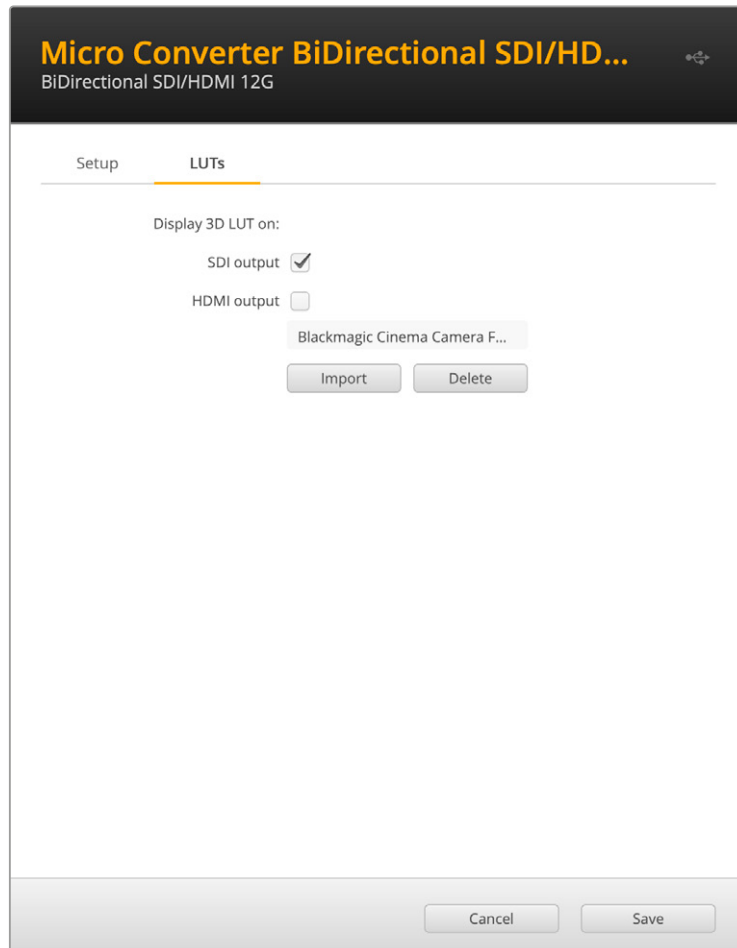 Micro Converter BiDirectional SDI/HD...
BiDirectional SDI/HDMI 12G
Setup LUTs
Display 3D LUT on:
SDI output
HDMI output
Blackmagic Cinema Camera F...
Import Delete
Cancel Save